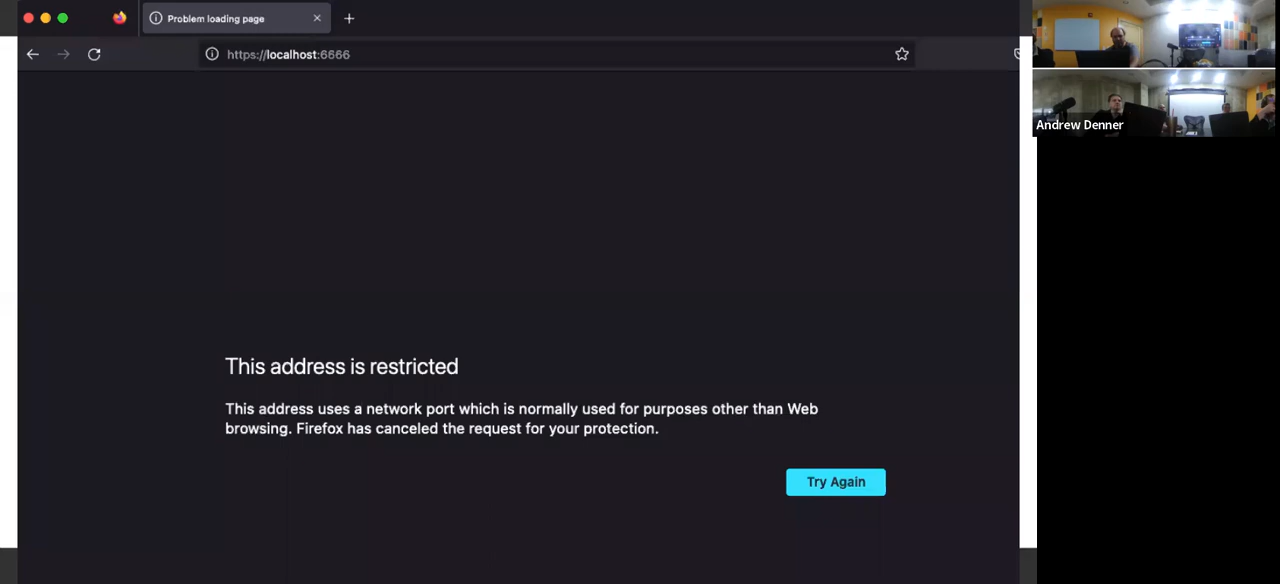 Problem loading page
https://localhost:6666
Andrew Denner
This address is restricted
This address uses a network port which is normally used for purposes other than Web
browsing. Firefox has canceled the request for your protection.
Try Again